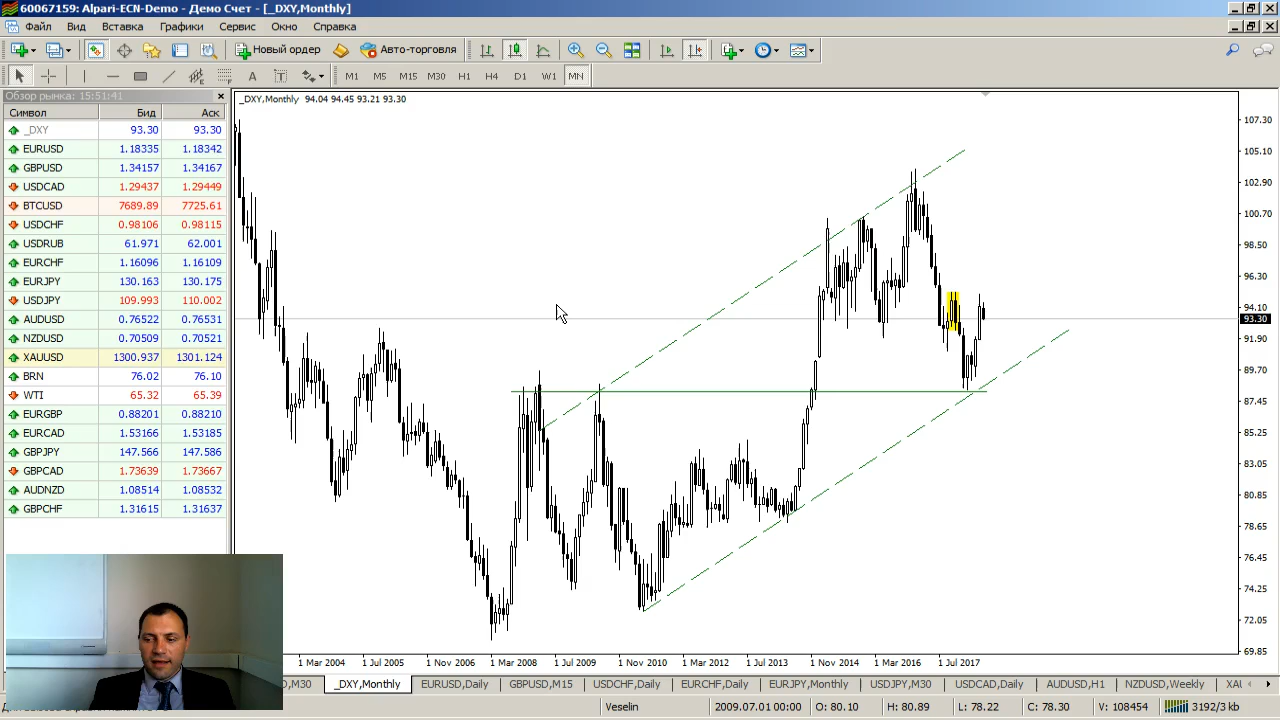 60067159: Alpari-ECN-Demo - Демо Счет - [_DXY,Monthly]
Файл Вид Вставка Графики Сервис Окно Справка
Новый ордер Авто-торговля
A T M1 M5 M15 M30 H1 H4 D1 W1 MN
Обзор рынка: 15:51:41
Символ Бид Аск
_DXY 93.30 93.30
EURUSD 1.18335 1.18342
GBPUSD 1.34157 1.34167
USDCAD 1.29437 1.29449
BTCUSD 7689.89 7725.61
USDCHF 0.98106 0.98115
USDRUB 61.971 62.001
EURCHF 1.16096 1.16109
EURJPY 130.163 130.175
USDJPY 109.993 110.002
AUDUSD 0.76522 0.76531
NZDUSD 0.70509 0.70521
XAUUSD 1300.937 1301.124
BRN 76.02 76.10
WTI 65.32 65.39
EURGBP 0.88201 0.88210
EURCAD 1.53166 1.53185
GBPJPY 147.566 147.586
GBPCAD 1.73639 1.73667
AUDNZD 1.08514 1.08532
GBPCHF 1.31615 1.31637
_DXY,Monthly 94.04 94.45 93.21 93.30
107.30
105.10
102.90
100.70
98.50
96.30
94.10
93.30
91.90
89.70
87.45
85.25
83.05
80.85
78.65
76.45
74.25
72.05
69.85
1 Mar 2004 1 Jul 2005 1 Nov 2006 1 Mar 2008 1 Jul 2009 1 Nov 2010 1 Mar 2012 1 Jul 2013 1 Nov 2014 1 Mar 2016 1 Jul 2017
,M30 _DXY,Monthly EURUSD,Daily GBPUSD,M15 USDCHF,Daily EURCHF,Daily EURJPY,Monthly USDJPY,M30 USDCAD,Daily AUDUSD,H1 NZDUSD,Weekly XAU
Veselin 2009.07.01 00:00 O: 80.10 H: 80.89 L: 78.22 C: 78.30 V: 108454 3192/3 kb